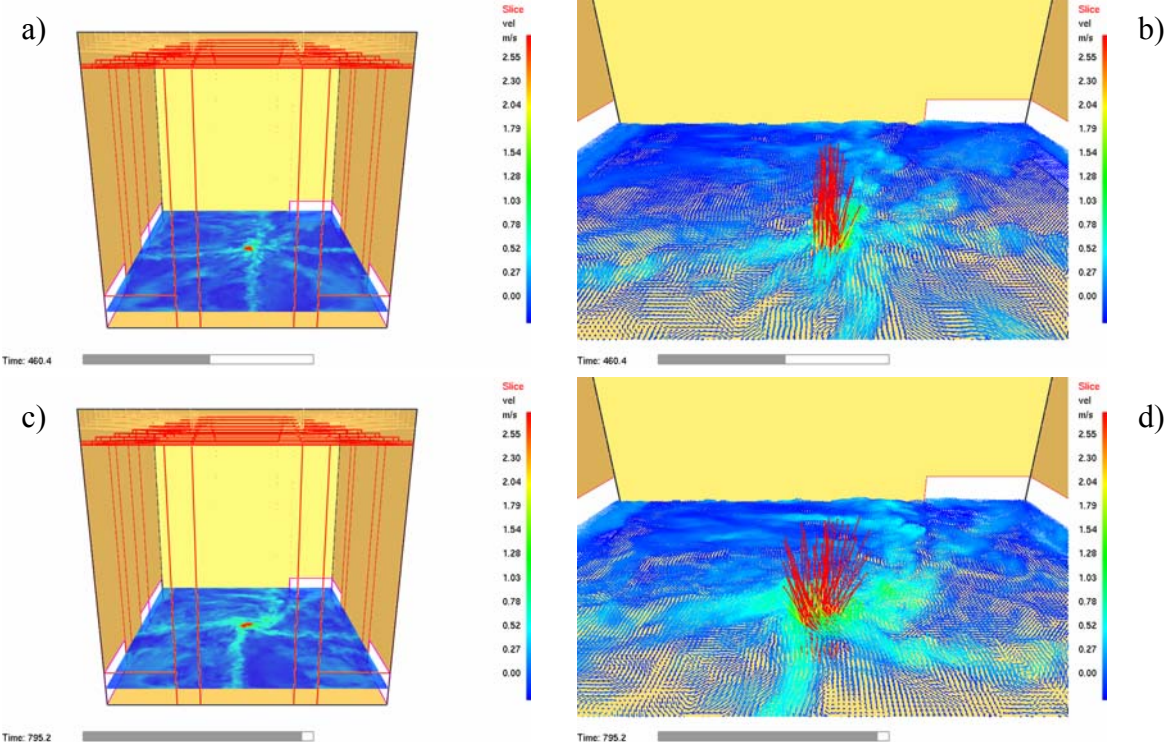 a)
Slice
vel
m/s
2.55
2.30
2.04
1.79
1.54
1.28
1.03
0.78
0.52
0.27
0.00
Time: 460.4
b)
Slice
vel
m/s
2.55
2.30
2.04
1.79
1.54
1.28
1.03
0.78
0.52
0.27
0.00
Time: 460.4
c)
Slice
vel
m/s
2.55
2.30
2.04
1.79
1.54
1.28
1.03
0.78
0.52
0.27
0.00
Time: 795.2
d)
Slice
vel
m/s
2.55
2.30
2.04
1.79
1.54
1.28
1.03
0.78
0.52
0.27
0.00
Time: 795.2